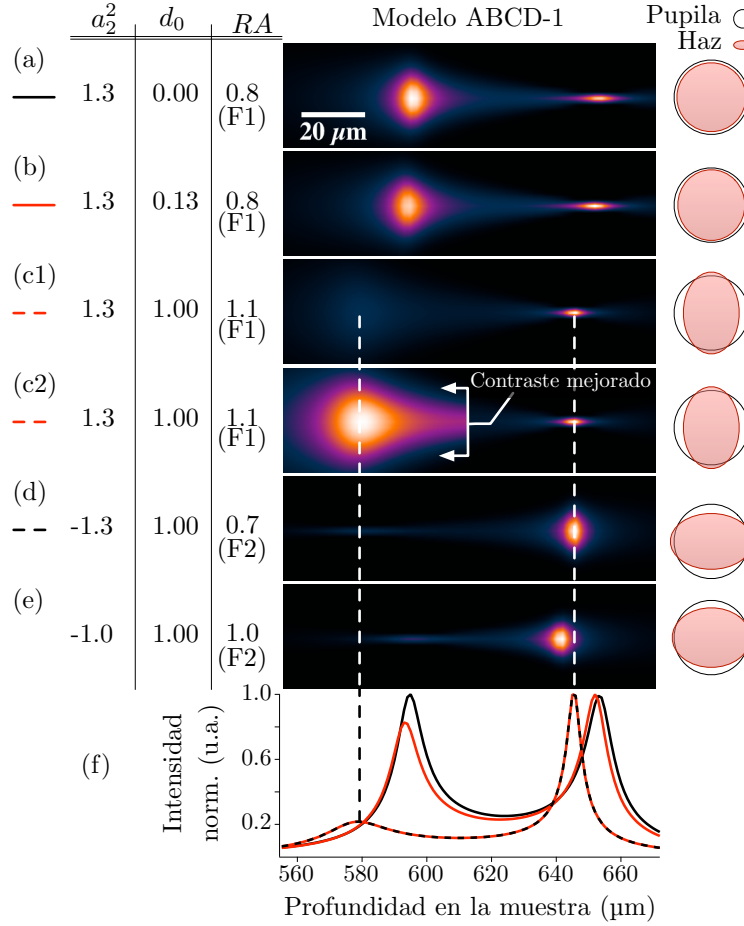 a₂² d₀ RA Modelo ABCD-1 Pupila
Haz
(a)
1.3 0.00 0.8
(F1)
20 µm
(b)
1.3 0.13 0.8
(F1)
(c1)
1.3 1.00 1.1
(F1)
(c2)
Contraste mejorado
1.3 1.00 1.1
(F1)
(d)
-1.3 1.00 0.7
(F2)
(e)
-1.0 1.00 1.0
(F2)
(f)
Intensidad
norm. (u.a.)
1.0
0.6
0.2
560 580 600 620 640 660
Profundidad en la muestra (µm)